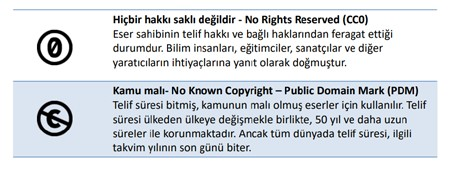 Hiçbir hakkı saklı değildir - No Rights Reserved (CC0)
Eser sahibinin telif hakkı ve bağlı haklarından feragat ettiği
durumdur. Bilim insanları, eğitimciler, sanatçılar ve diğer
yaratıcıların ihtiyaçlarına yanıt olarak doğmuştur.
Kamu malı- No Known Copyright – Public Domain Mark (PDM)
Telif süresi bitmiş, kamunun malı olmuş eserler için kullanılır. Telif
süresi ülkeden ülkeye değişmekle birlikte, 50 yıl ve daha uzun
süreler ile korunmaktadır. Ancak tüm dünyada telif süresi, ilgili
takvim yılının son günü biter.